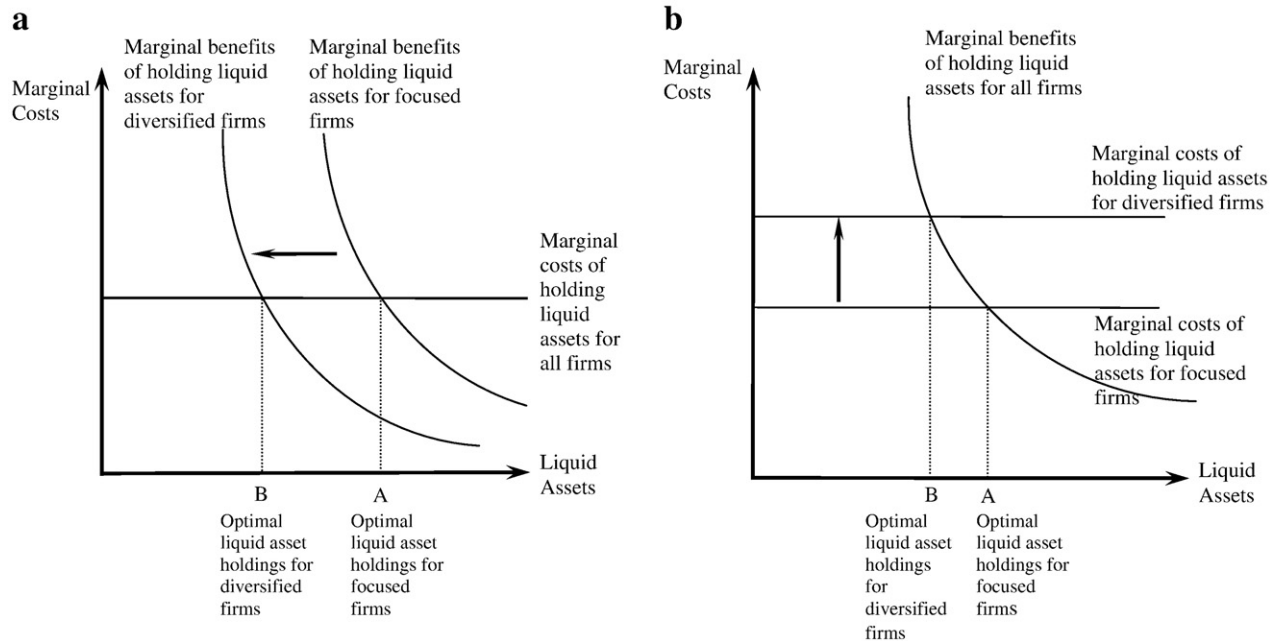 a
Marginal benefits
of holding liquid
assets for
diversified firms
Marginal benefits
of holding liquid
assets for focused
firms
Marginal
Costs
Marginal
costs of
holding
liquid
assets for
all firms
Liquid
Assets
B
A
Optimal
liquid asset
holdings for
diversified
firms
Optimal
liquid asset
holdings for
focused
firms
b
Marginal benefits
of holding liquid
assets for all firms
Marginal
Costs
Marginal costs of
holding liquid assets
for diversified firms
Marginal costs of
holding liquid
assets for focused
firms
Liquid
Assets
B
A
Optimal
liquid asset
holdings
for
diversified
firms
Optimal
liquid asset
holdings for
focused
firms